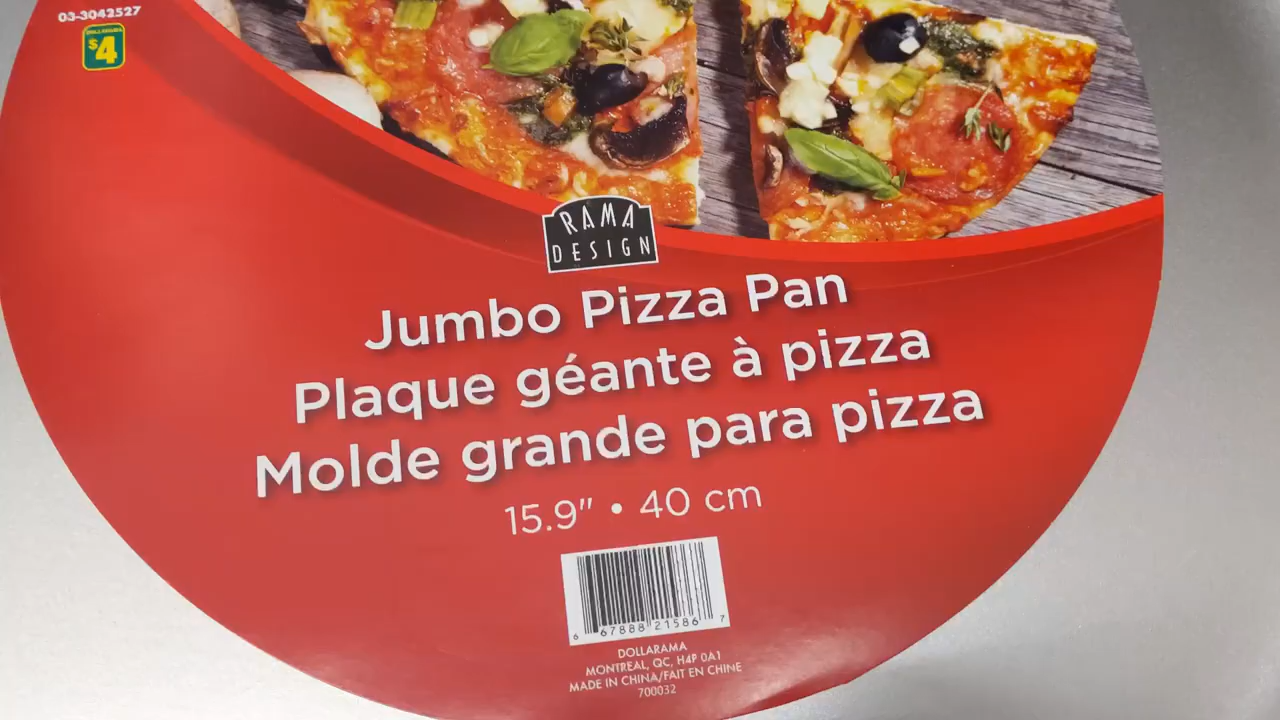 03-3042527
DOLLARAMA
$4
RAMA
DESIGN
Jumbo Pizza Pan
Plaque géante à pizza
Molde grande para pizza
15.9" • 40 cm
6 67888 21586 7
DOLLARAMA
MONTREAL, QC, H4P 0A1
MADE IN CHINA/FAIT EN CHINE
700032